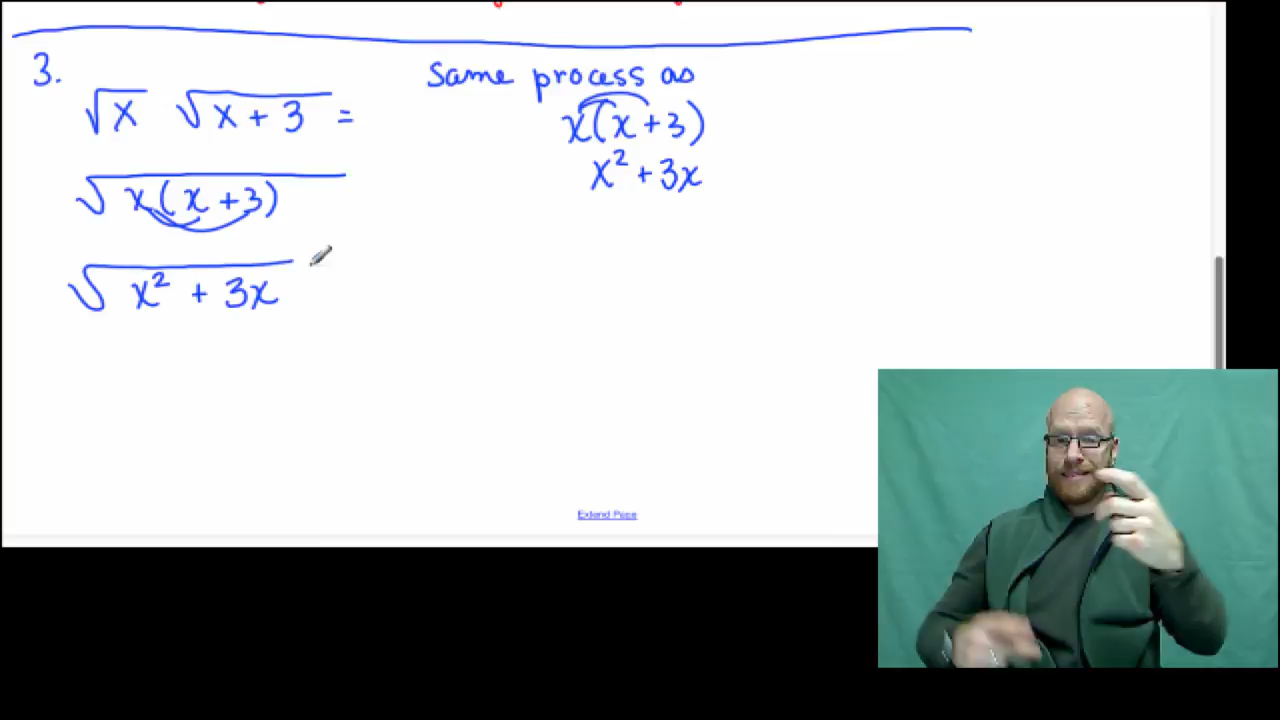 3.
√x √x + 3 =
√x(x + 3)
√x² + 3x
Same process as
x(x + 3)
x² + 3x
Extend Page